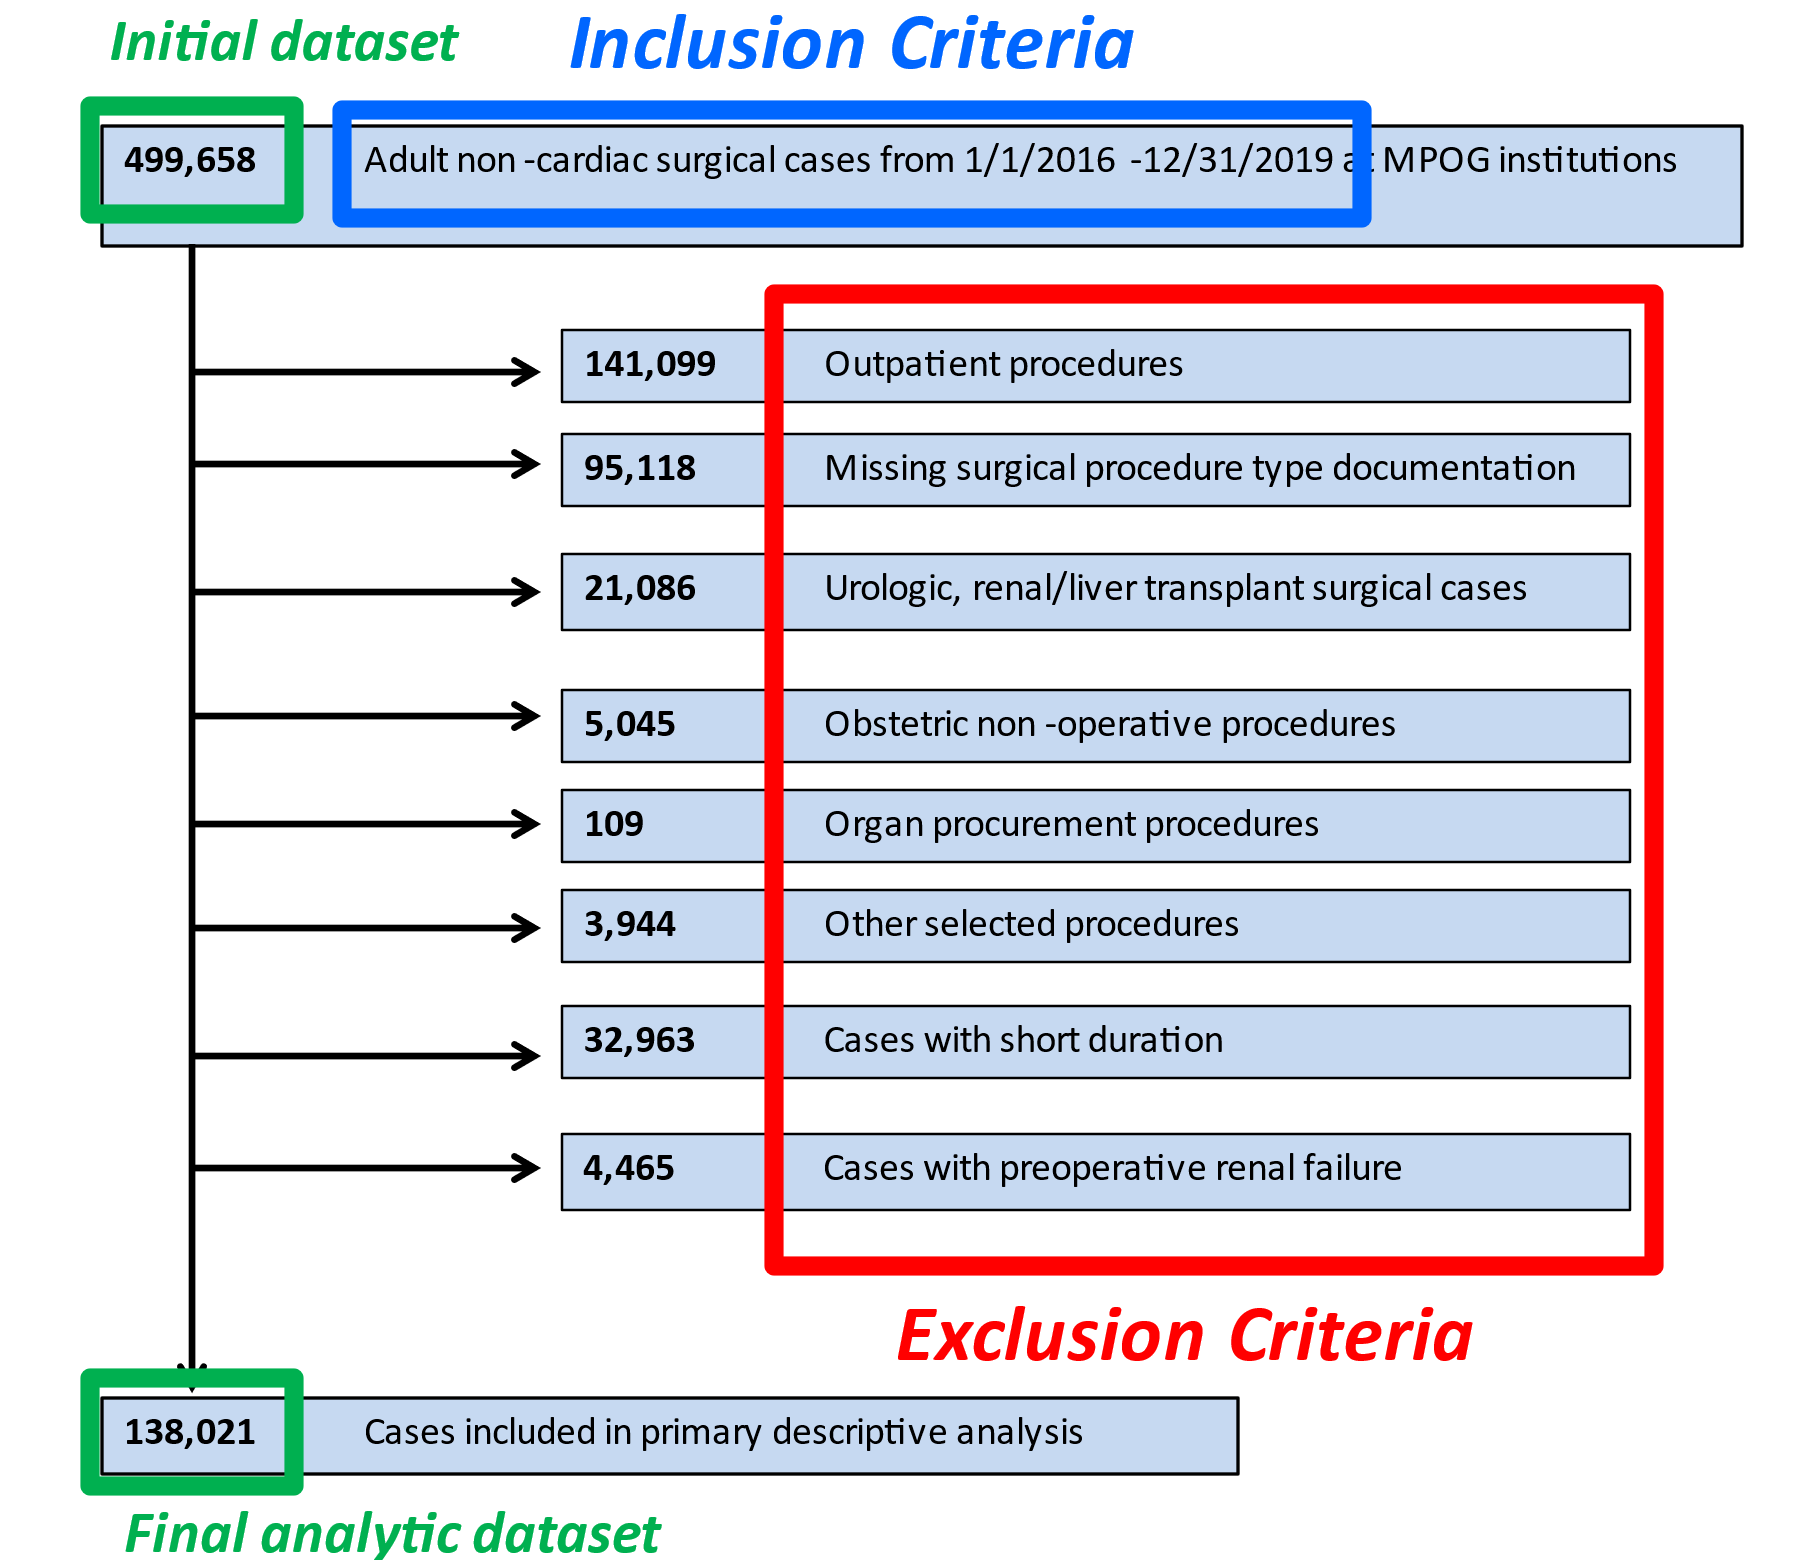 Initial dataset
Inclusion Criteria
499,658 Adult non -cardiac surgical cases from 1/1/2016 -12/31/2019 at MPOG institutions
141,099 Outpatient procedures
95,118 Missing surgical procedure type documentation
21,086 Urologic, renal/liver transplant surgical cases
5,045 Obstetric non -operative procedures
109 Organ procurement procedures
3,944 Other selected procedures
32,963 Cases with short duration
4,465 Cases with preoperative renal failure
Exclusion Criteria
138,021 Cases included in primary descriptive analysis
Final analytic dataset